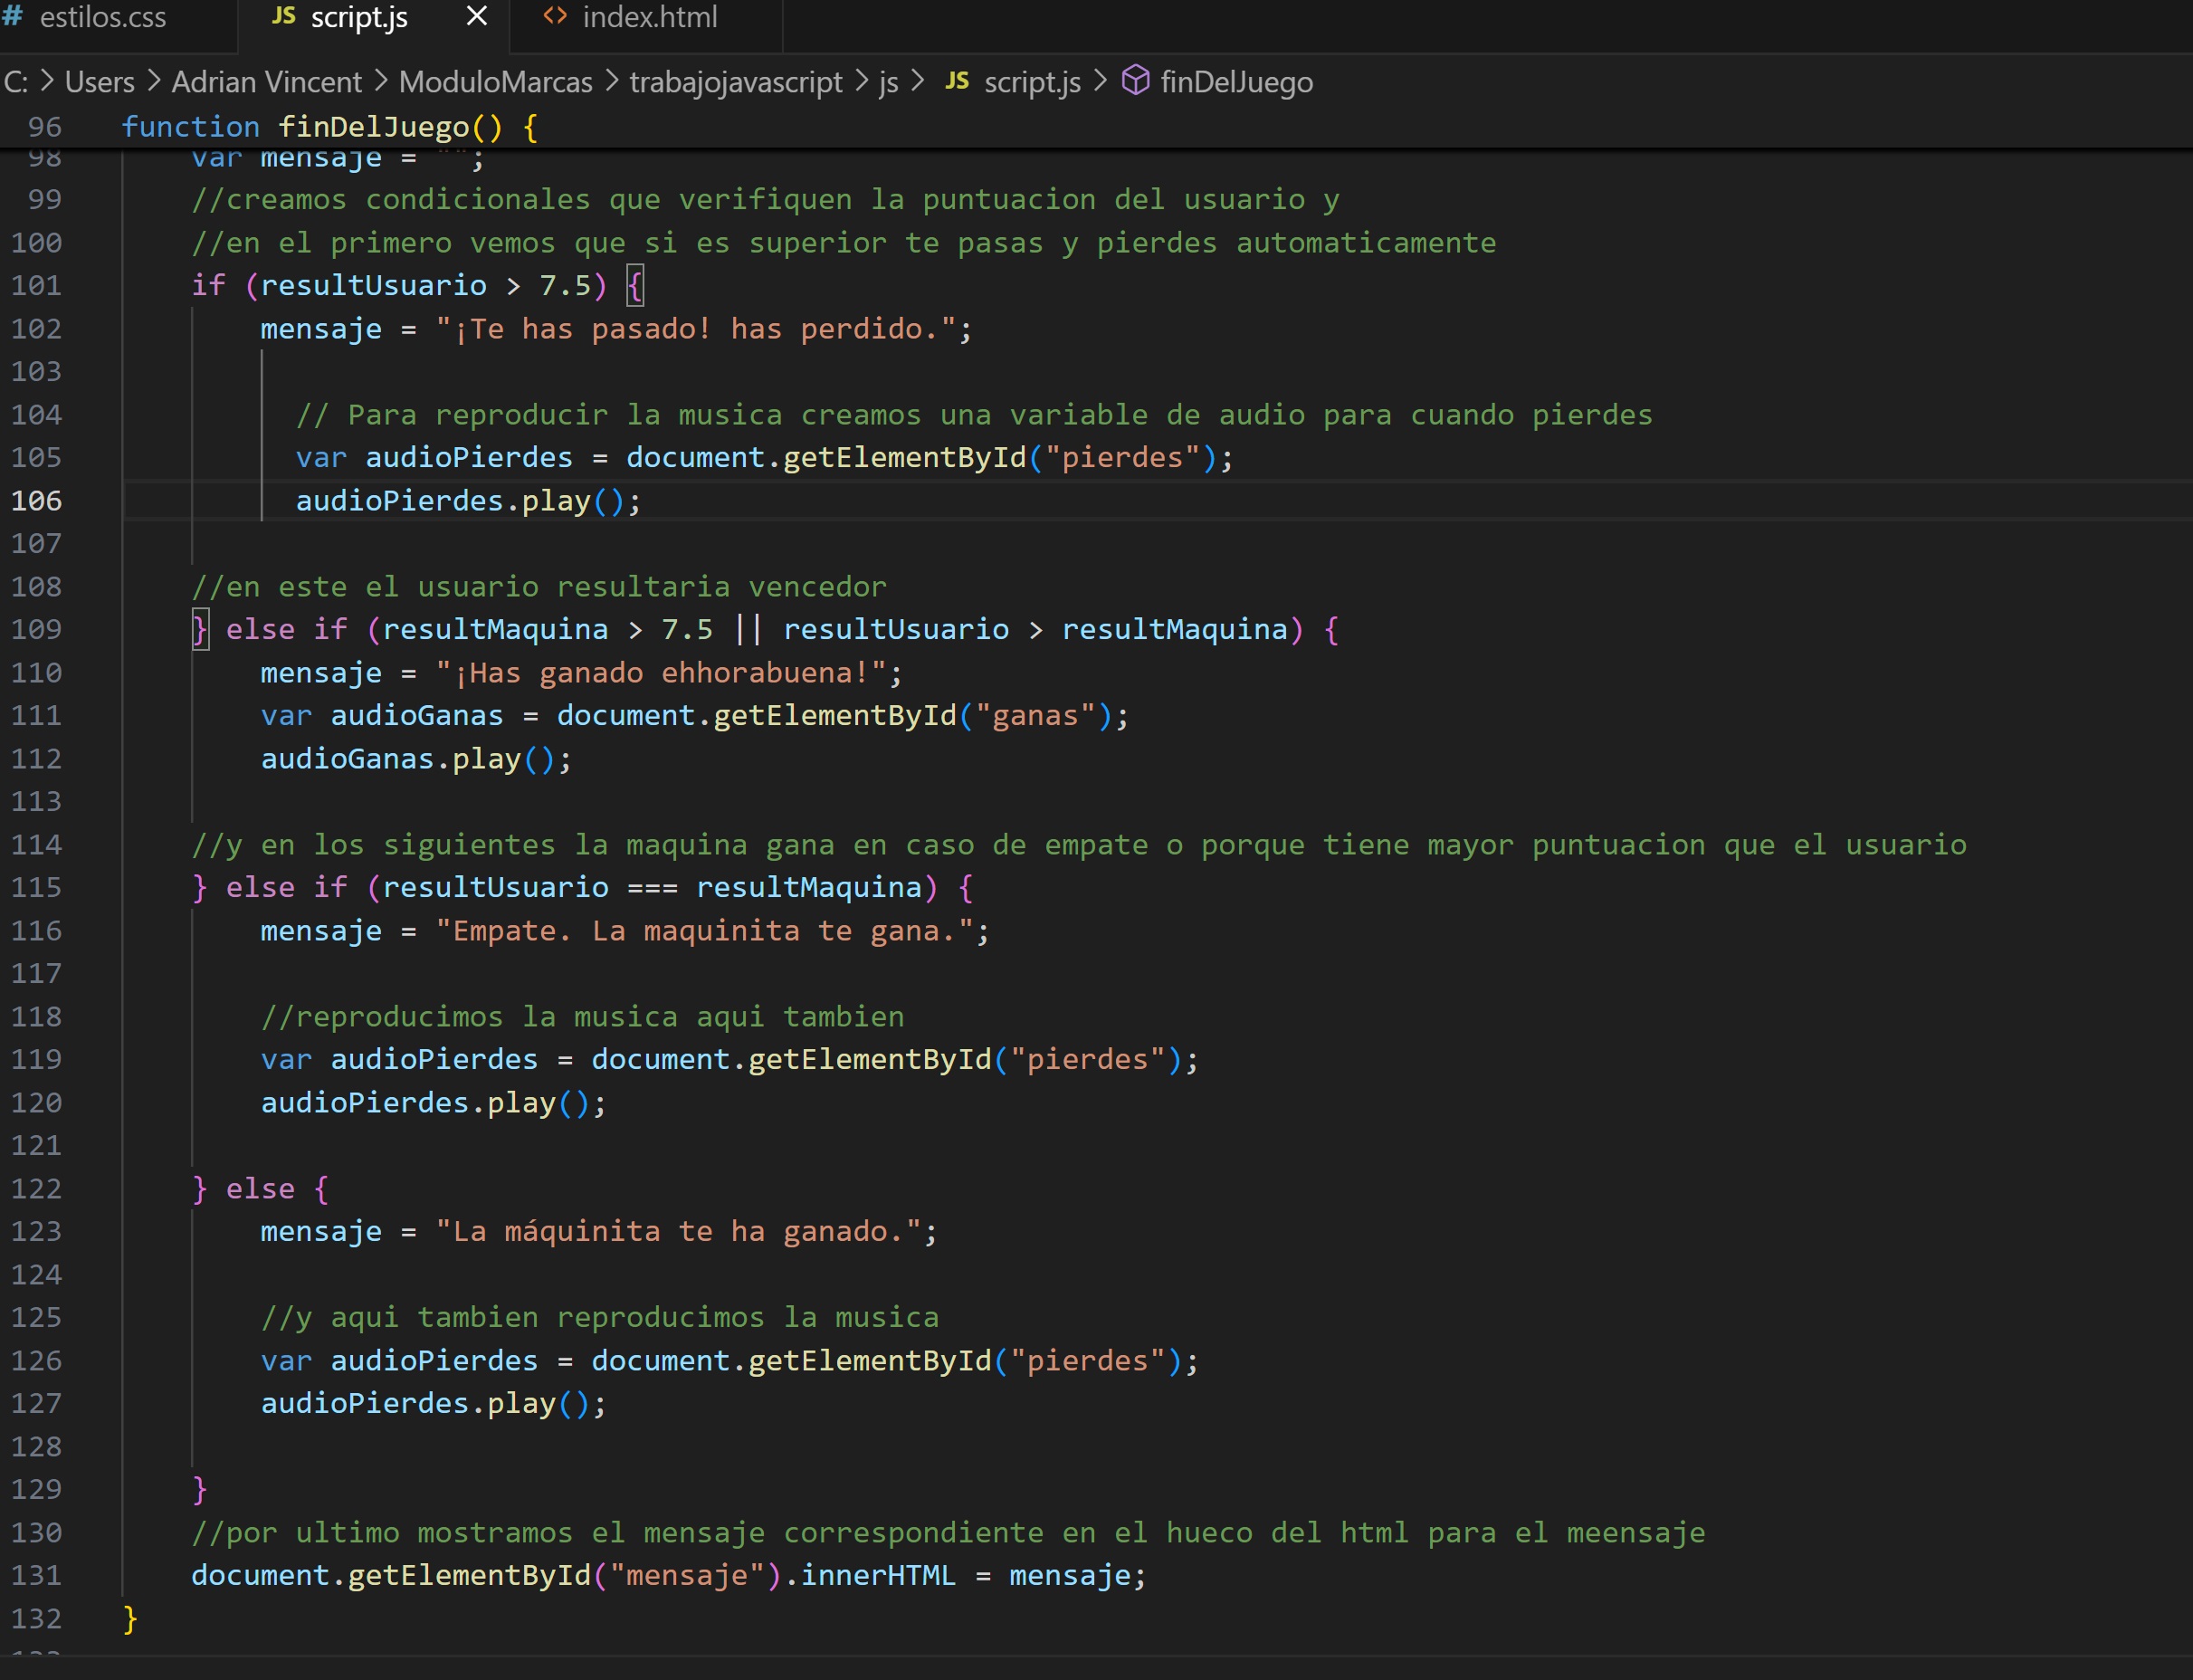 # estilos.css JS script.js × <> index.html
C: > Users > Adrian Vincent > ModuloMarcas > trabajojavascript > js > JS script.js > finDelJuego
96 function finDelJuego() {
98 var mensaje = "";
99 //creamos condicionales que verifiquen la puntuacion del usuario y
100 //en el primero vemos que si es superior te pasas y pierdes automaticamente
101 if (resultUsuario > 7.5) {
102 mensaje = "¡Te has pasado! has perdido.";
103
104 // Para reproducir la musica creamos una variable de audio para cuando pierdes
105 var audioPierdes = document.getElementById("pierdes");
106 audioPierdes.play();
107
108 //en este el usuario resultaria vencedor
109 } else if (resultMaquina > 7.5 || resultUsuario > resultMaquina) {
110 mensaje = "¡Has ganado ehhorabuena!";
111 var audioGanas = document.getElementById("ganas");
112 audioGanas.play();
113
114 //y en los siguientes la maquina gana en caso de empate o porque tiene mayor puntuacion que el usuario
115 } else if (resultUsuario === resultMaquina) {
116 mensaje = "Empate. La maquinita te gana.";
117
118 //reproducimos la musica aqui tambien
119 var audioPierdes = document.getElementById("pierdes");
120 audioPierdes.play();
121
122 } else {
123 mensaje = "La máquinita te ha ganado.";
124
125 //y aqui tambien reproducimos la musica
126 var audioPierdes = document.getElementById("pierdes");
127 audioPierdes.play();
128
129 }
130 //por ultimo mostramos el mensaje correspondiente en el hueco del html para el meensaje
131 document.getElementById("mensaje").innerHTML = mensaje;
132 }